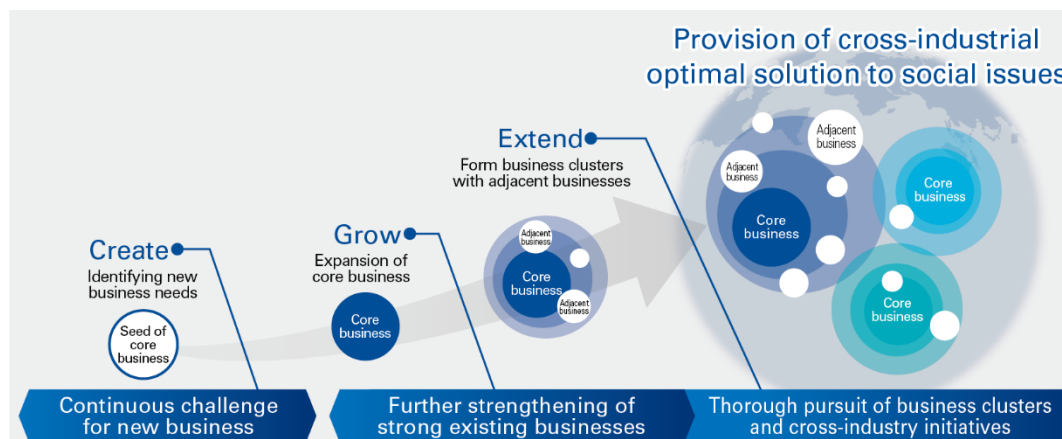 Provision of cross-industrial
optimal solution to social issues
Create
Identifying new
business needs
Seed of
core
business
Grow
Expansion of
core business
Core
business
Extend
Form business clusters
with adjacent businesses
Adjacent
business
Core
business
Adjacent
business
Adjacent
business
Adjacent
business
Core
business
Core
business
Core
business
Continuous challenge
for new business
Further strengthening of
strong existing businesses
Thorough pursuit of business clusters
and cross-industry initiatives